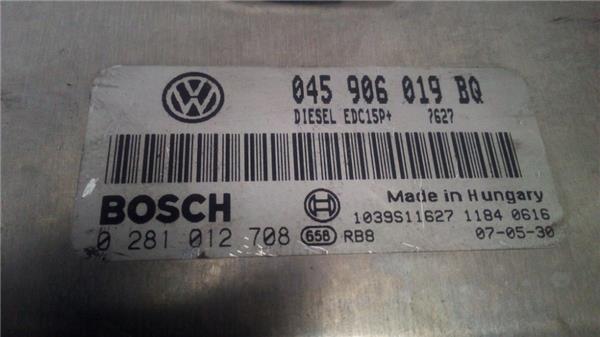 045 906 019 BQ
DIESEL EDC15P+ ?627
BOSCH
Made in Hungary
1039S11627 1184 0616
0 281 012 708 658 RB8 07-05-30